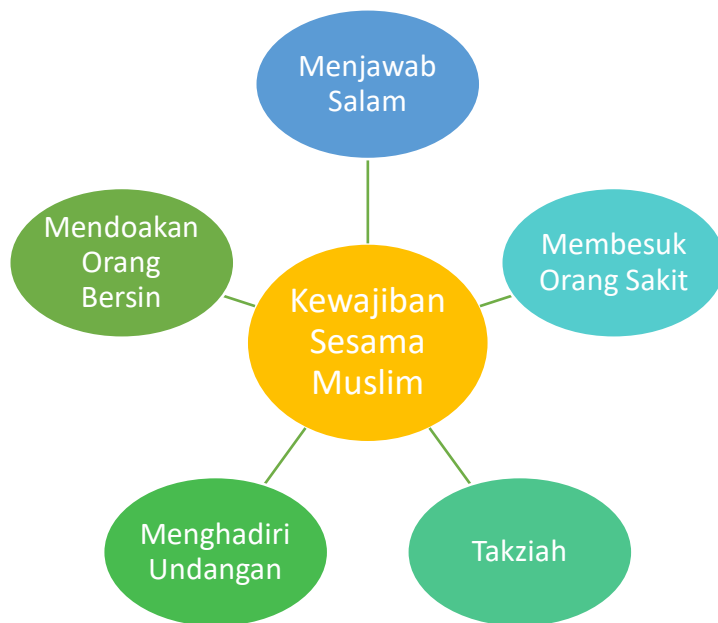 Menjawab
Salam
Mendoakan
Orang
Bersin
Membesuk
Orang Sakit
Kewajiban
Sesama
Muslim
Menghadiri
Undangan
Takziah